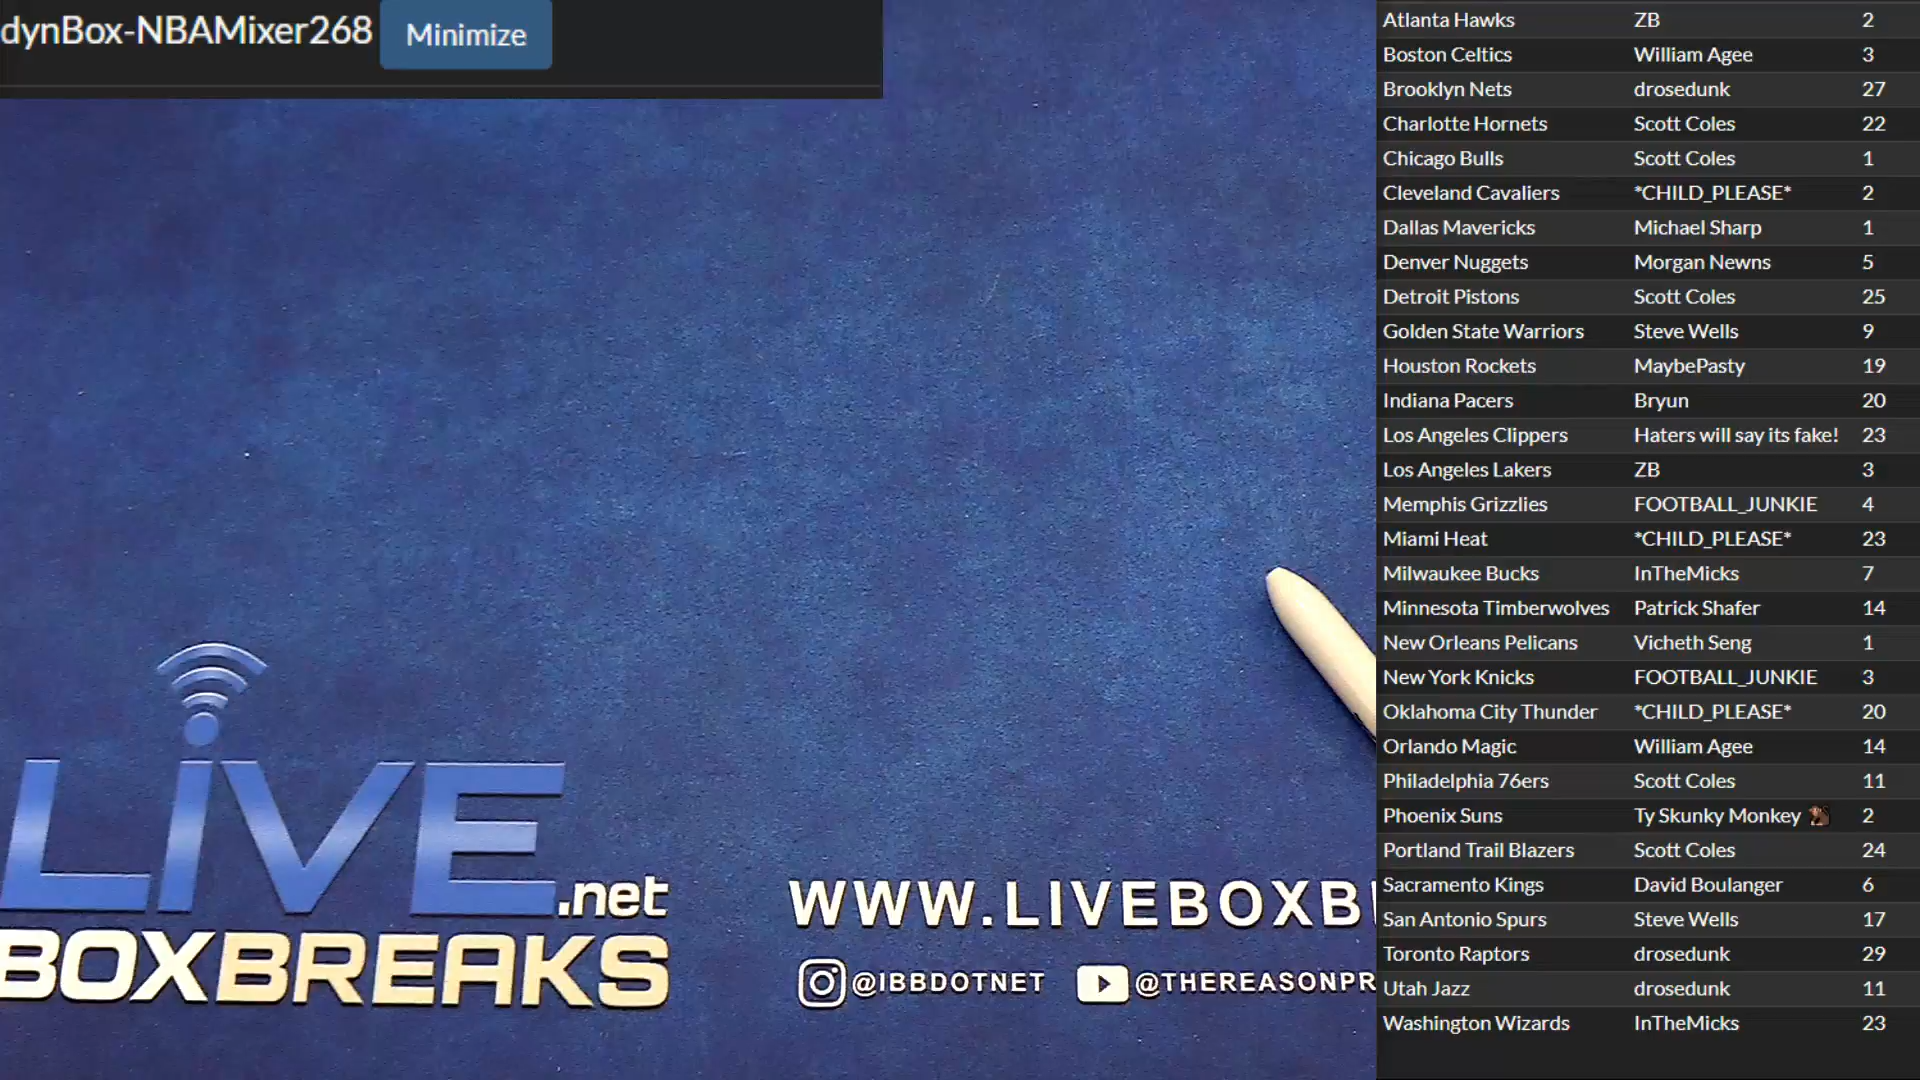 dynBox-NBAMixer268 Minimize
Atlanta Hawks ZB 2
Boston Celtics William Agee 3
Brooklyn Nets drosedunk 27
Charlotte Hornets Scott Coles 22
Chicago Bulls Scott Coles 1
Cleveland Cavaliers *CHILD_PLEASE* 2
Dallas Mavericks Michael Sharp 1
Denver Nuggets Morgan Newns 5
Detroit Pistons Scott Coles 25
Golden State Warriors Steve Wells 9
Houston Rockets MaybePasty 19
Indiana Pacers Bryun 20
Los Angeles Clippers Haters will say its fake! 23
Los Angeles Lakers ZB 3
Memphis Grizzlies FOOTBALL_JUNKIE 4
Miami Heat *CHILD_PLEASE* 23
Milwaukee Bucks InTheMicks 7
Minnesota Timberwolves Patrick Shafer 14
New Orleans Pelicans Vicheth Seng 1
New York Knicks FOOTBALL_JUNKIE 3
Oklahoma City Thunder *CHILD_PLEASE* 20
Orlando Magic William Agee 14
Philadelphia 76ers Scott Coles 11
Phoenix Suns Ty Skunky Monkey 2
Portland Trail Blazers Scott Coles 24
Sacramento Kings David Boulanger 6
San Antonio Spurs Steve Wells 17
Toronto Raptors drosedunk 29
Utah Jazz drosedunk 11
Washington Wizards InTheMicks 23
LIVE.net
BOXBREAKS
WWW.LIVEBOXB
@IBBDOTNET @THEREASONPR